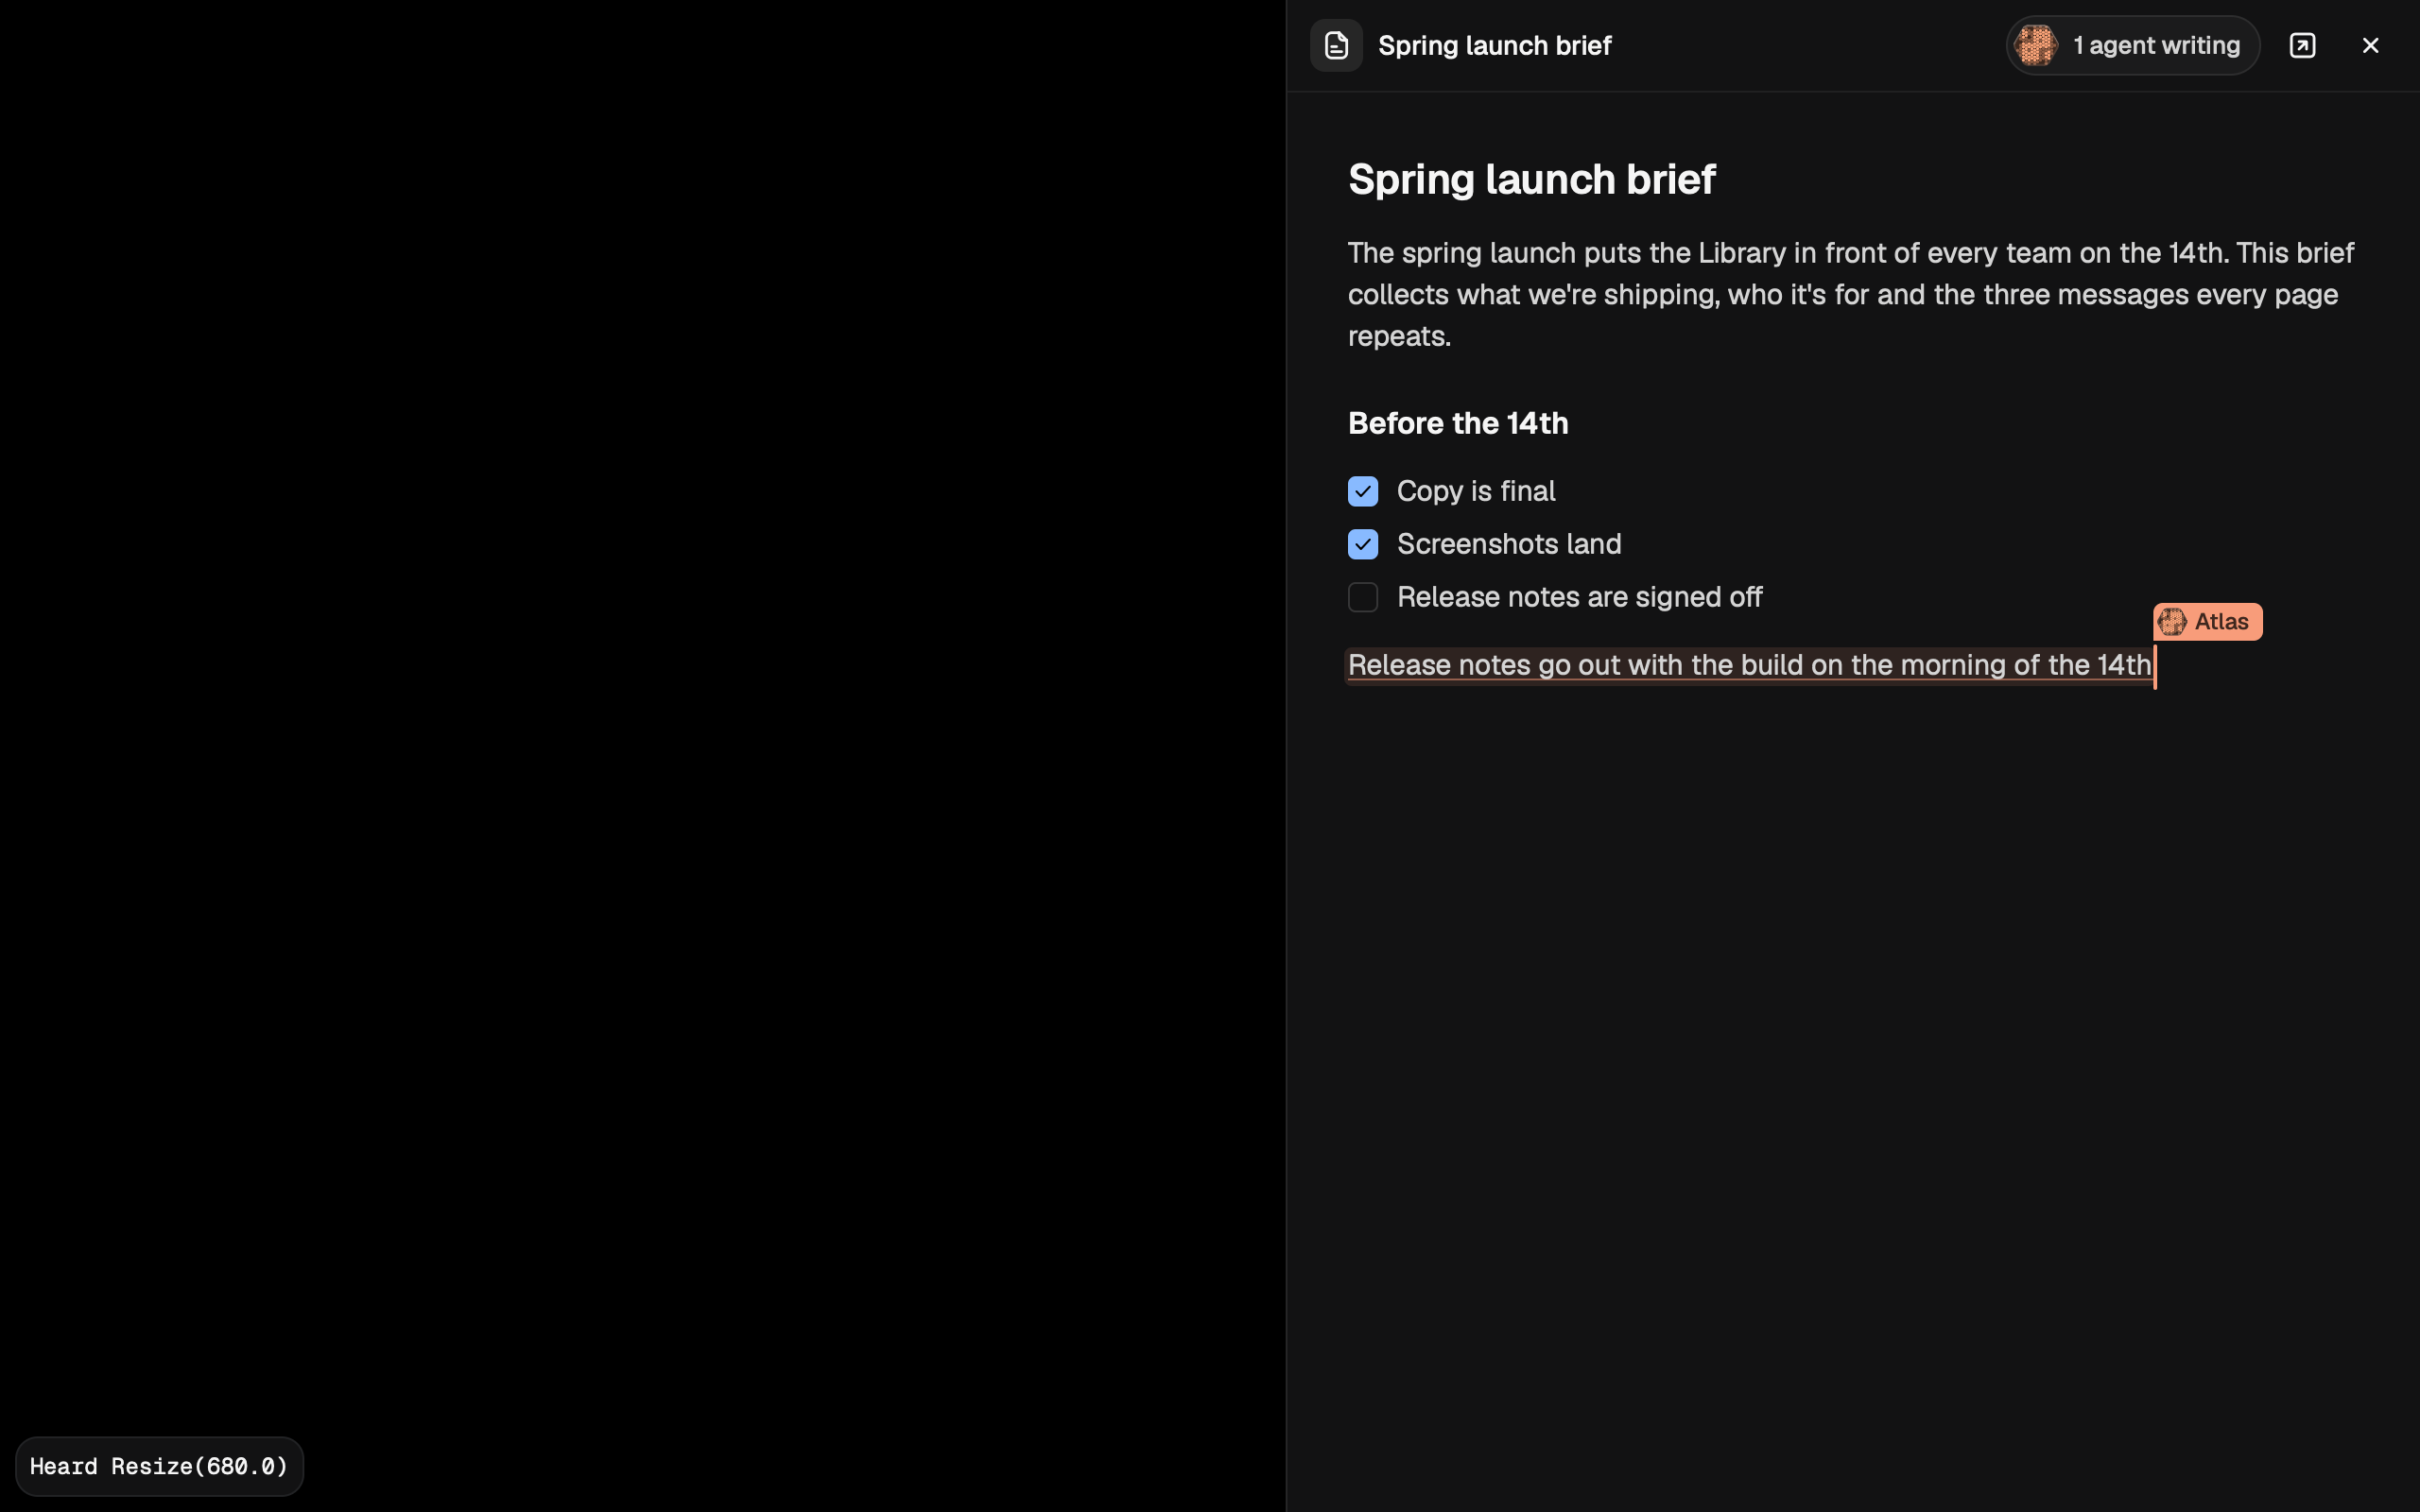 Spring launch brief
1 agent writing
Spring launch brief
The spring launch puts the Library in front of every team on the 14th. This brief
collects what we're shipping, who it's for and the three messages every page
repeats.
Before the 14th
Copy is final
Screenshots land
Release notes are signed off
Atlas
Release notes go out with the build on the morning of the 14th
Heard Resize(680.0)